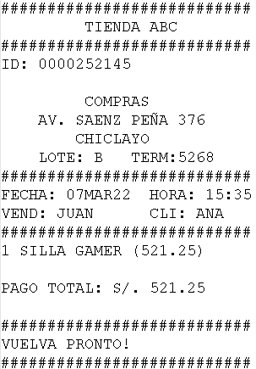 ###########################
TIENDA ABC
###########################
ID: 0000252145
COMPRAS
AV. SAENZ PEÑA 376
CHICLAYO
LOTE: B TERM:5268
###########################
FECHA: 07MAR22 HORA: 15:35
VEND: JUAN CLI: ANA
###########################
1 SILLA GAMER (521.25)
PAGO TOTAL: S/. 521.25
###########################
VUELVA PRONTO!
###########################